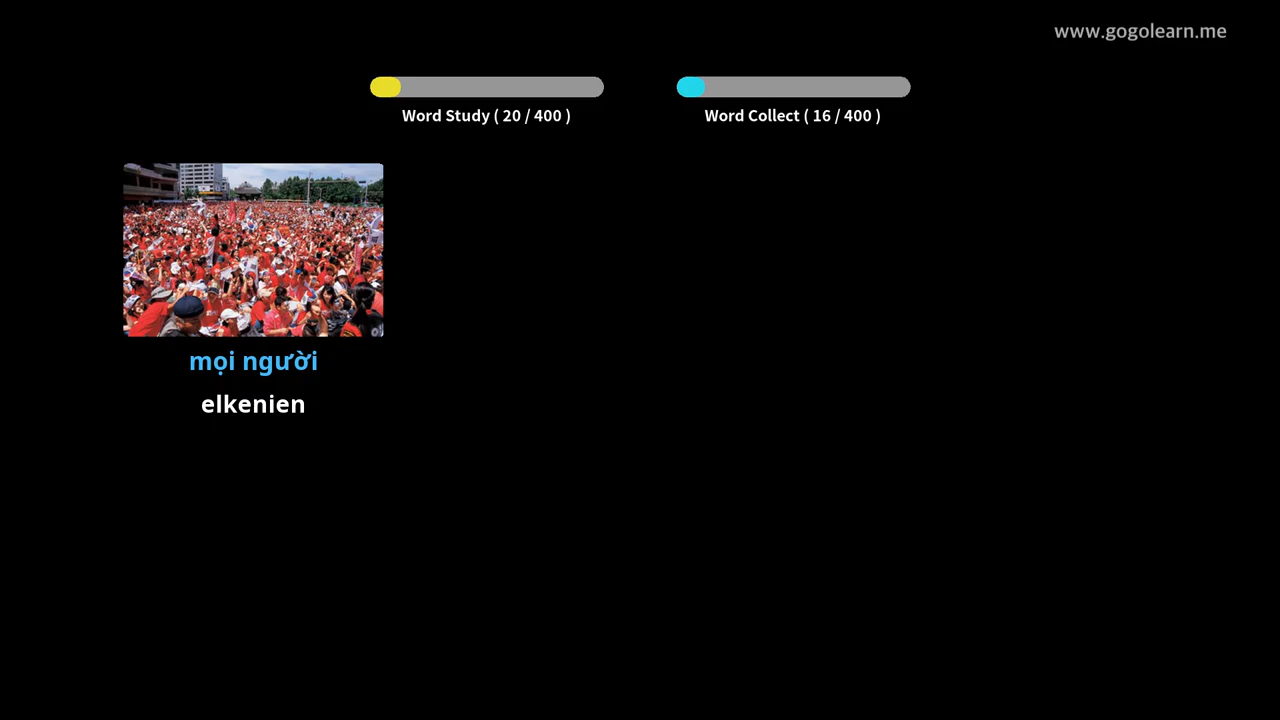 www.gogolearn.me
Word Study ( 20 / 400 )
Word Collect ( 16 / 400 )
mọi người
elkenien